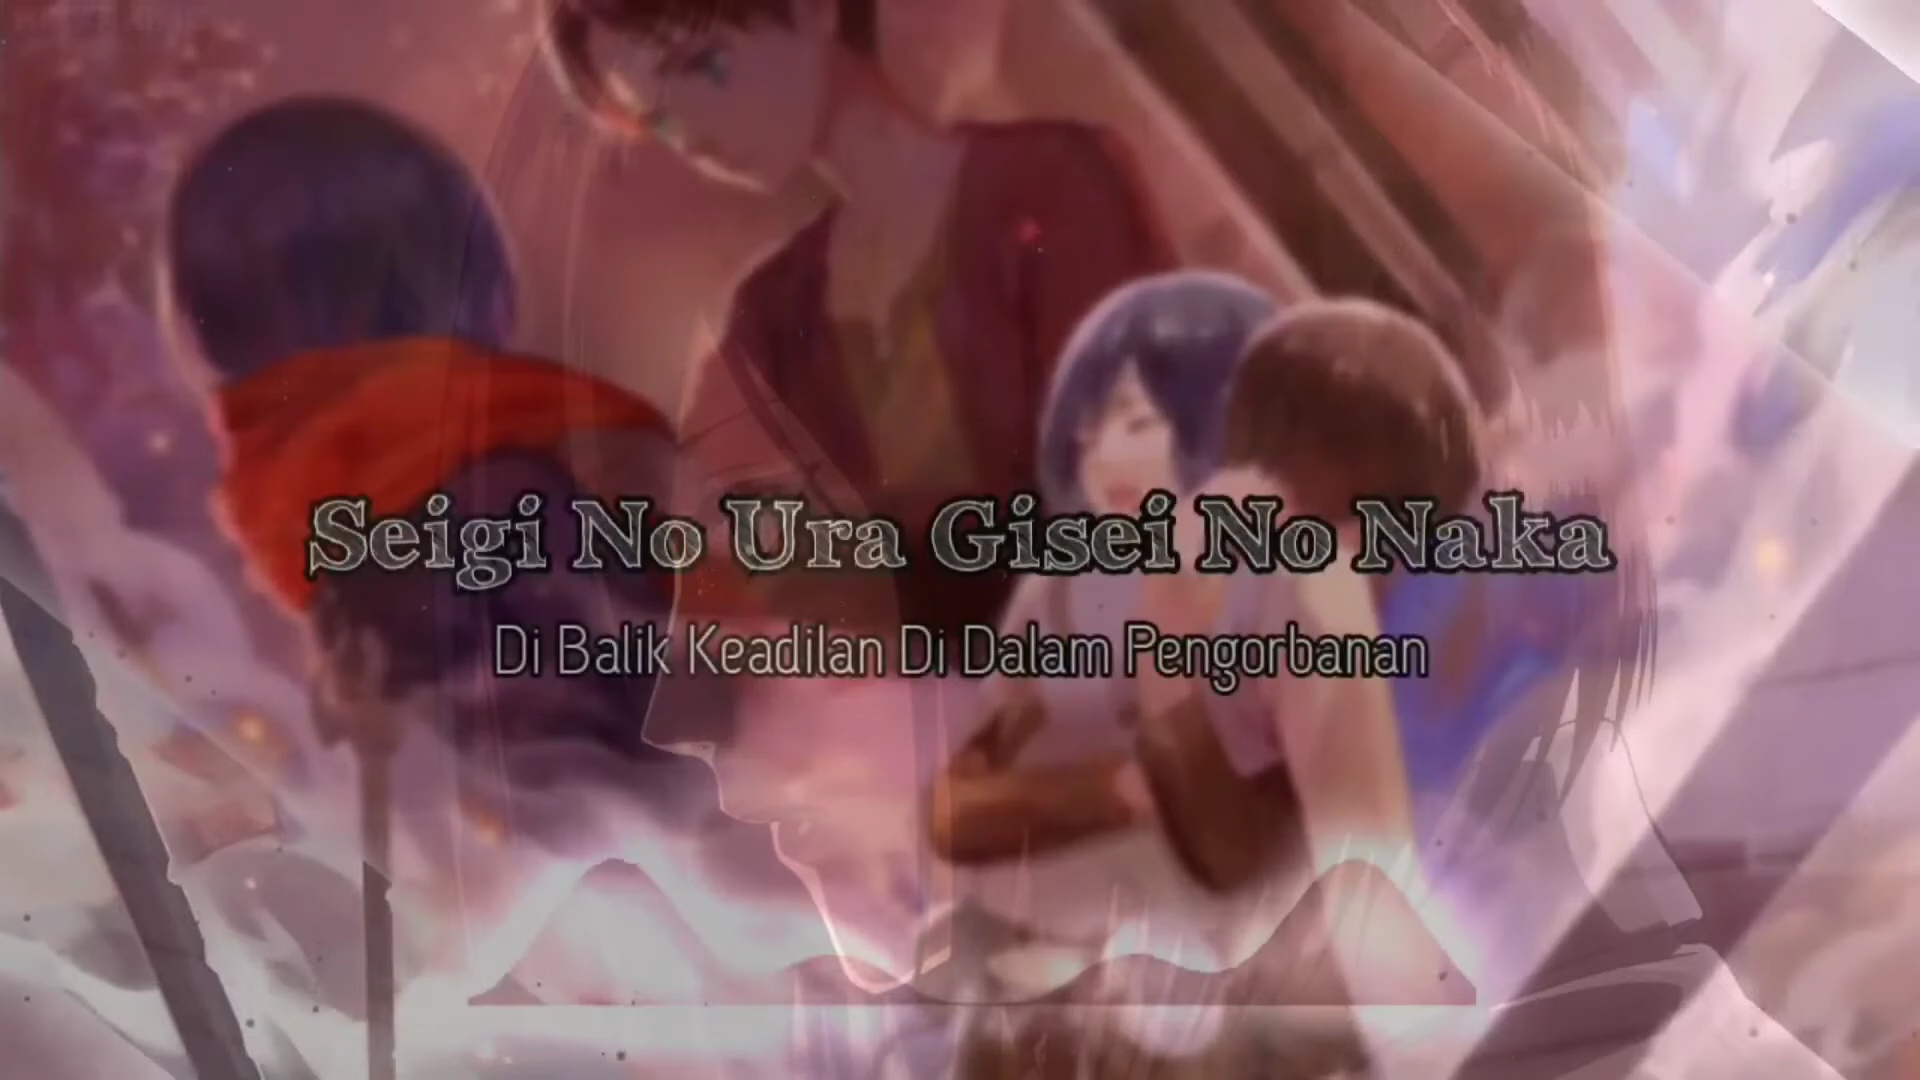 Seigi No Ura Gisei No Naka
Di Balik Keadilan Di Dalam Pengorbanan